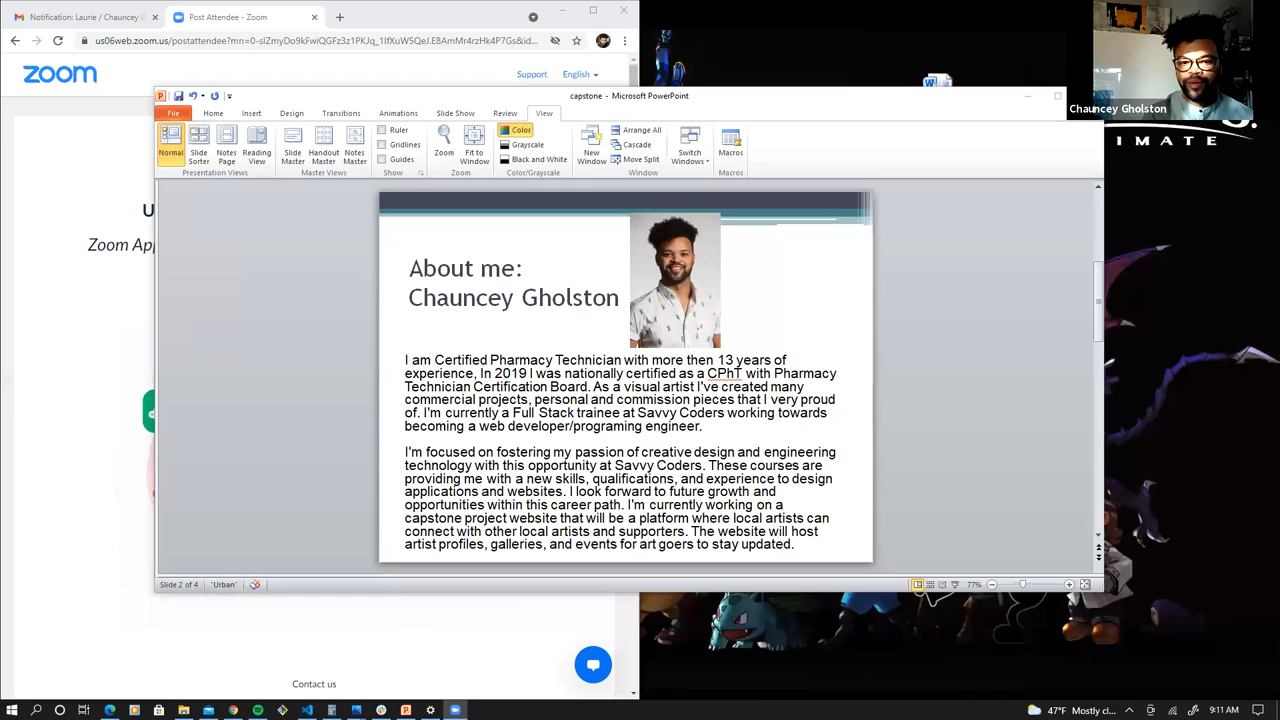 Notification: Laurie / Chauncey G
Post Attendee - Zoom
us06web.zoom.us/postattendee?mn=0-slZmyDo9kFwiQGFz3z1PKJq_1IfXuW5QeJ.E8AmMr4rzHk4P7Gs&id...
zoom
Support
English
capstone - Microsoft PowerPoint
File
Home
Insert
Design
Transitions
Animations
Slide Show
Review
View
Normal
Slide Sorter
Notes Page
Reading View
Presentation Views
Slide Master
Handout Master
Notes Master
Master Views
Ruler
Gridlines
Guides
Show
Zoom
Fit to Window
Zoom
Color
Grayscale
Black and White
Color/Grayscale
New Window
Arrange All
Cascade
Move Split
Switch Windows
Window
Macros
Macros
Chauncey Gholston
IMATE
U
Zoom App
About me:
Chauncey Gholston
I am Certified Pharmacy Technician with more then 13 years of
experience, In 2019 I was nationally certified as a CPhT with Pharmacy
Technician Certification Board. As a visual artist I've created many
commercial projects, personal and commission pieces that I very proud
of. I'm currently a Full Stack trainee at Savvy Coders working towards
becoming a web developer/programing engineer.
I'm focused on fostering my passion of creative design and engineering
technology with this opportunity at Savvy Coders. These courses are
providing me with a new skills, qualifications, and experience to design
applications and websites. I look forward to future growth and
opportunities within this career path. I'm currently working on a
capstone project website that will be a platform where local artists can
connect with other local artists and supporters. The website will host
artist profiles, galleries, and events for art goers to stay updated.
Slide 2 of 4
"Urban"
77%
Contact us
47°F Mostly cl...
9:11 AM